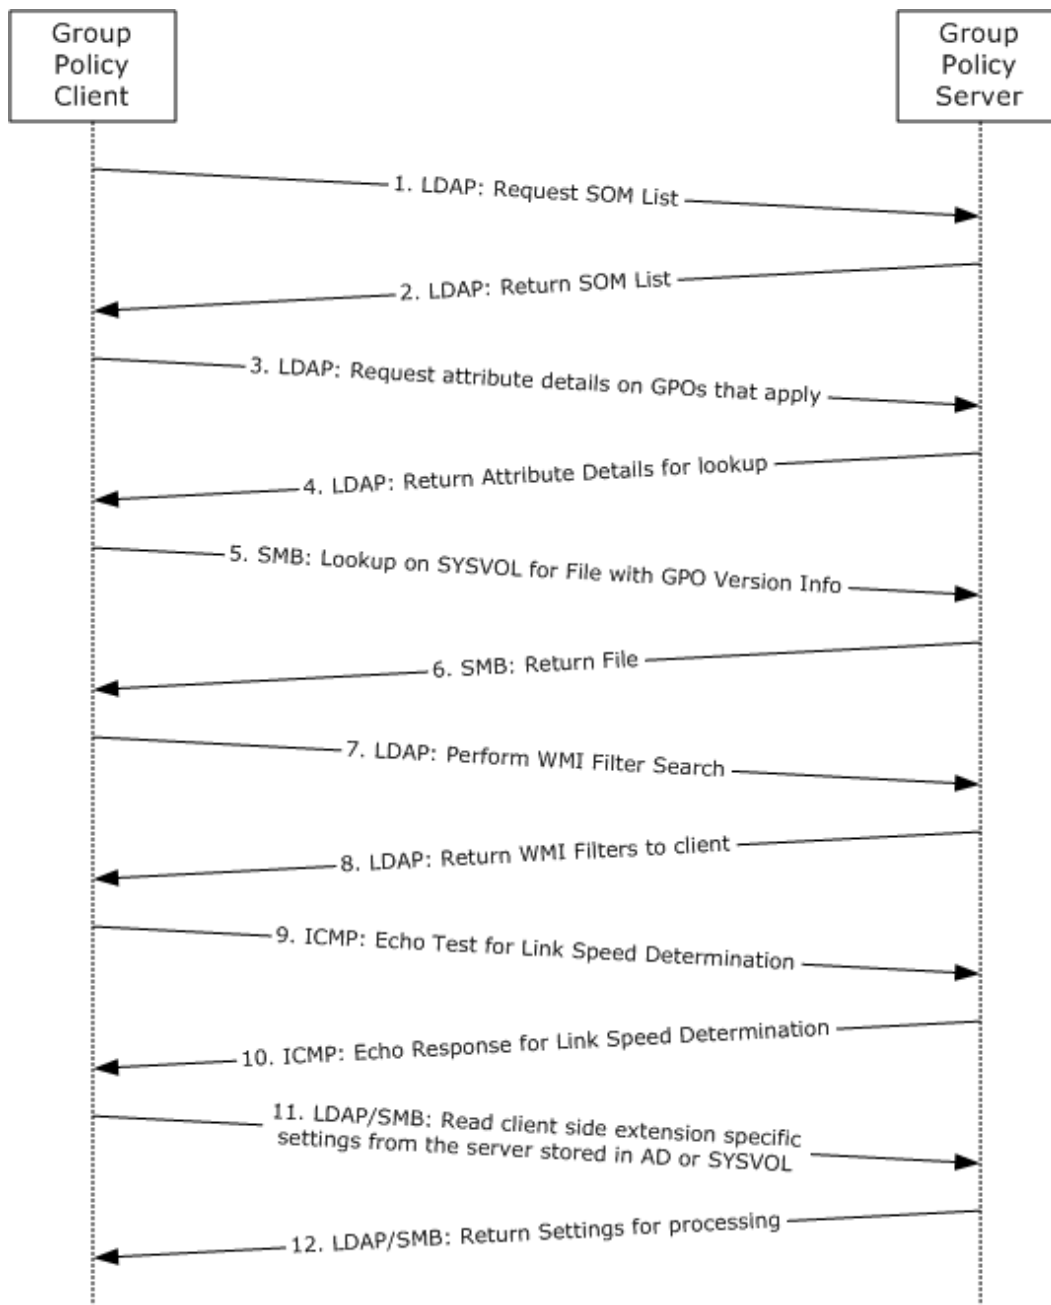 Group
Policy
Client
Group
Policy
Server
1. LDAP: Request SOM List
2. LDAP: Return SOM List
3. LDAP: Request attribute details on GPOs that apply
4. LDAP: Return Attribute Details for lookup
5. SMB: Lookup on SYSVOL for File with GPO Version Info
6. SMB: Return File
7. LDAP: Perform WMI Filter Search
8. LDAP: Return WMI Filters to client
9. ICMP: Echo Test for Link Speed Determination
10. ICMP: Echo Response for Link Speed Determination
11. LDAP/SMB: Read client side extension specific
settings from the server stored in AD or SYSVOL
12. LDAP/SMB: Return Settings for processing